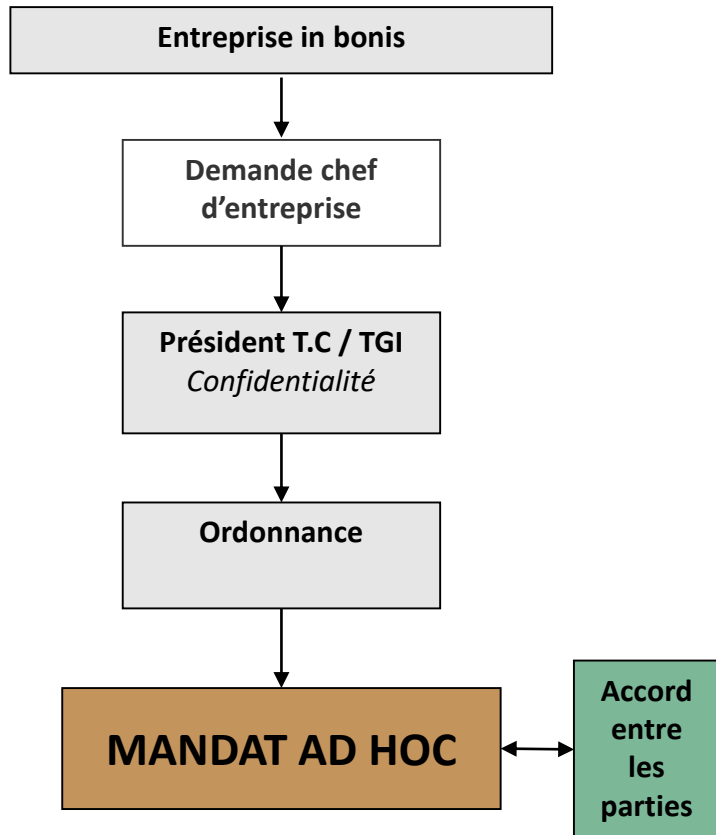 Entreprise in bonis
Demande chef
d'entreprise
Président T.C / TGI
Confidentialité
Ordonnance
MANDAT AD HOC
Accord
entre
les
parties